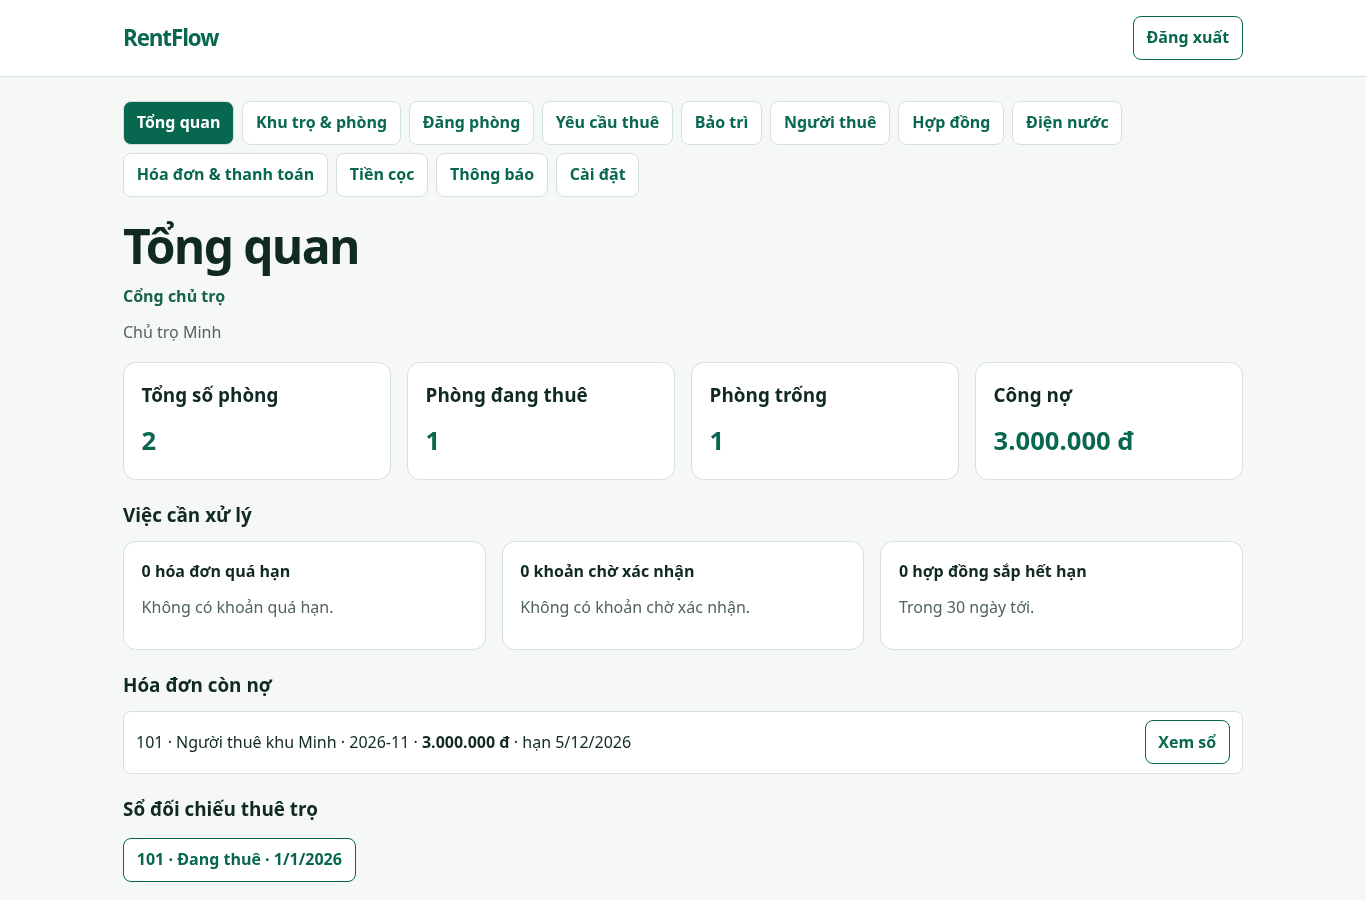 RentFlow
Đăng xuất
Tổng quan
Khu trọ & phòng
Đăng phòng
Yêu cầu thuê
Bảo trì
Người thuê
Hợp đồng
Điện nước
Hóa đơn & thanh toán
Tiền cọc
Thông báo
Cài đặt
Tổng quan
Cổng chủ trọ
Chủ trọ Minh
Tổng số phòng
2
Phòng đang thuê
1
Phòng trống
1
Công nợ
3.000.000 đ
Việc cần xử lý
0 hóa đơn quá hạn
Không có khoản quá hạn.
0 khoản chờ xác nhận
Không có khoản chờ xác nhận.
0 hợp đồng sắp hết hạn
Trong 30 ngày tới.
Hóa đơn còn nợ
101 · Người thuê khu Minh · 2026-11 · 3.000.000 đ · hạn 5/12/2026
Xem sổ
Sổ đối chiếu thuê trọ
101 · Đang thuê · 1/1/2026